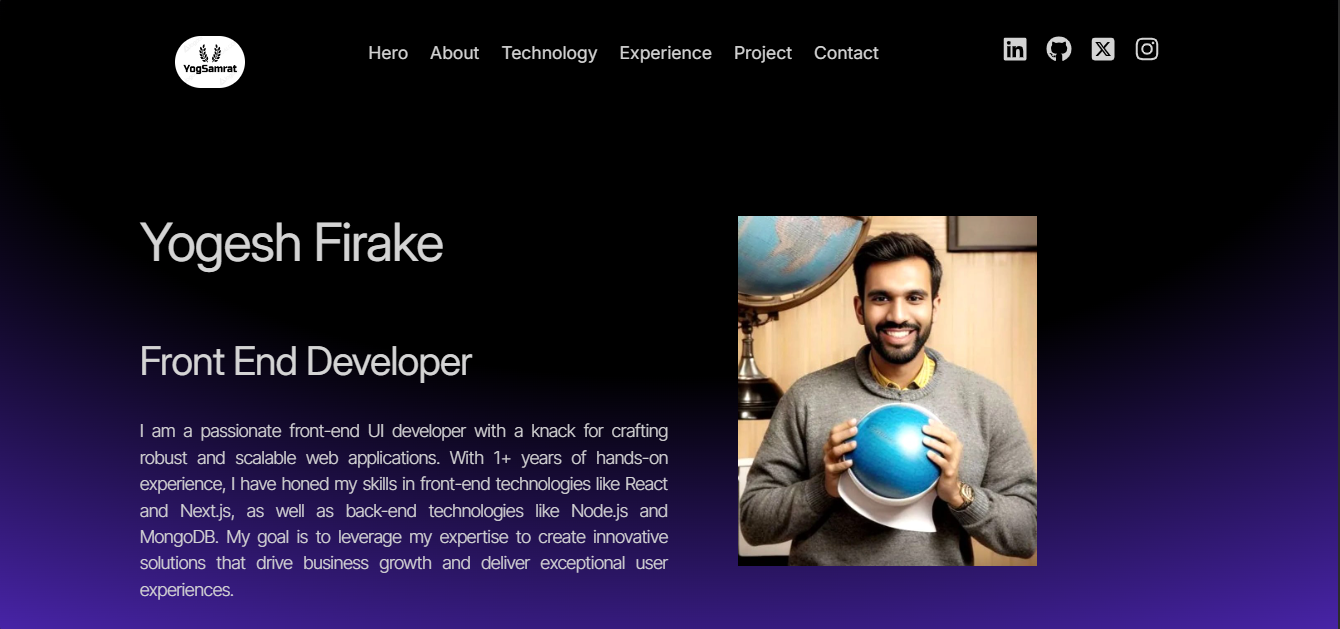 YogSamrat
Hero About Technology Experience Project Contact
in
X
Yogesh Firake
Front End Developer
I am a passionate front-end UI developer with a knack for crafting
robust and scalable web applications. With 1+ years of hands-on
experience, I have honed my skills in front-end technologies like React
and Next.js, as well as back-end technologies like Node.js and
MongoDB. My goal is to leverage my expertise to create innovative
solutions that drive business growth and deliver exceptional user
experiences.